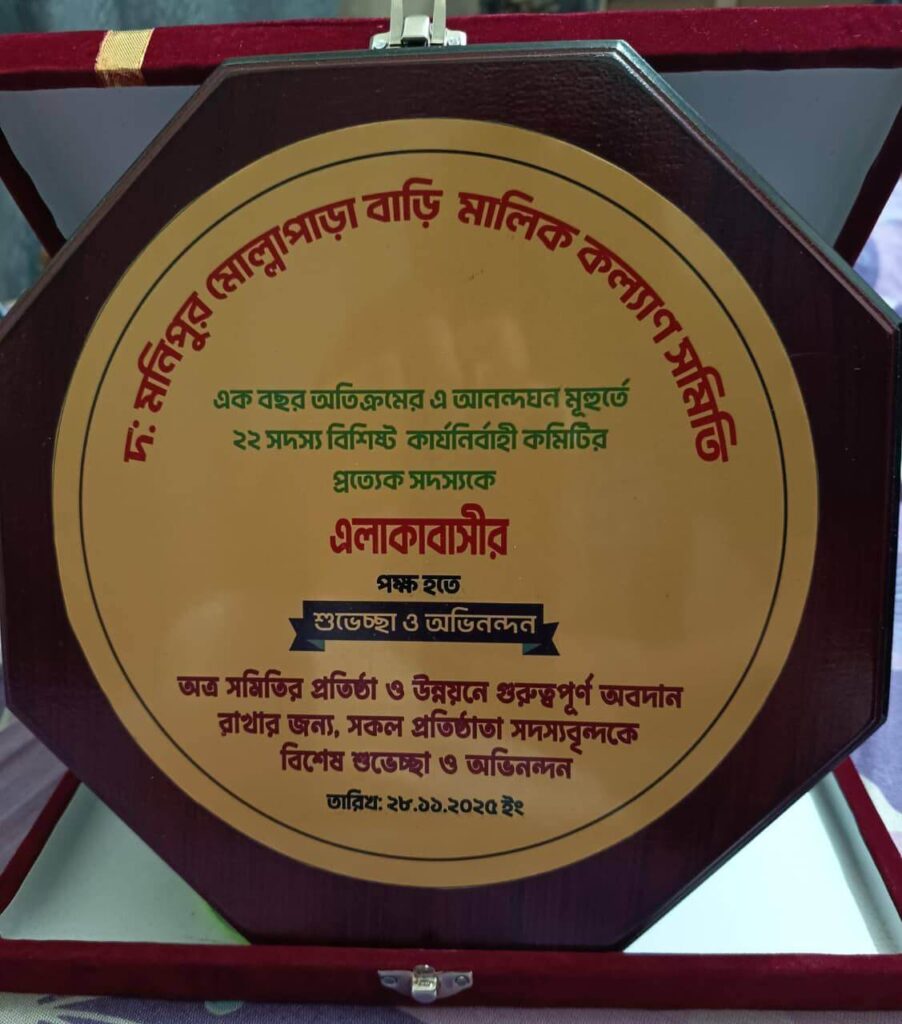 দ: মনিপুর মোল্লাপাড়া বাড়ি মালিক কল্যাণ সমিতি
এক বছর অতিক্রমের এ আনন্দঘন মূহুর্তে
২২ সদস্য বিশিষ্ট কার্যনির্বাহী কমিটির
প্রত্যেক সদস্যকে
এলাকাবাসীর
পক্ষ হতে
শুভেচ্ছা ও অভিনন্দন
অত্র সমিতির প্রতিষ্ঠা ও উন্নয়নে গুরুত্বপূর্ণ অবদান
রাখার জন্য, সকল প্রতিষ্ঠাতা সদস্যবৃন্দকে
বিশেষ শুভেচ্ছা ও অভিনন্দন
তারিখ: ২৮.১১.২০২৫ ইং